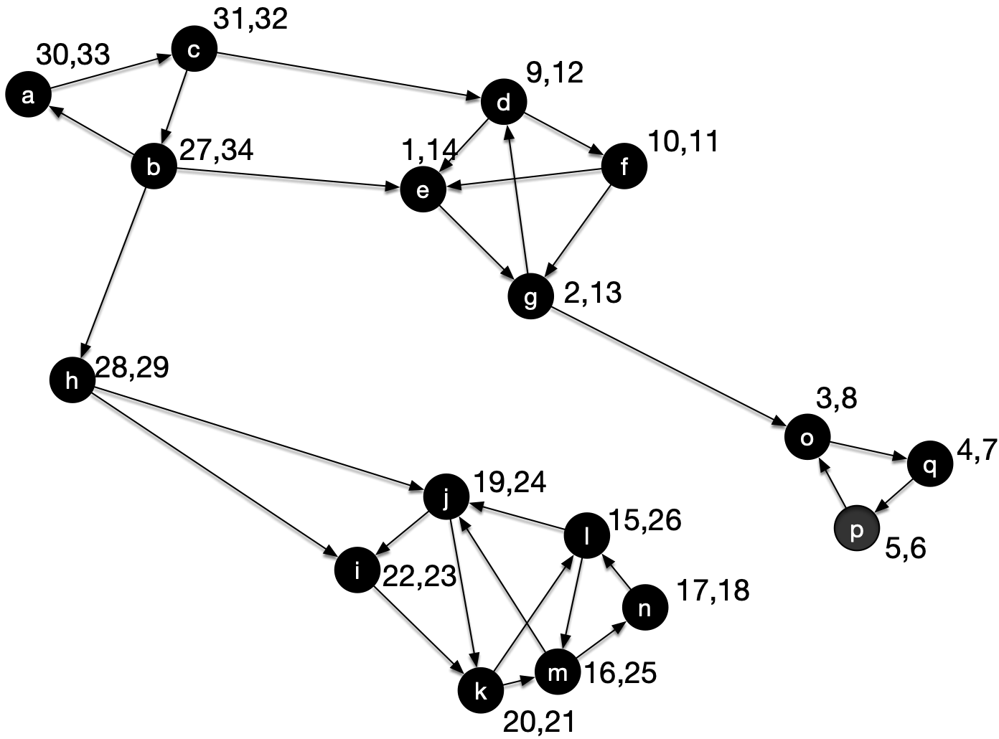 31,32
c
30,33
a
9,12
d
27,34
b
1,14
e
10,11
f
g
2,13
28,29
h
3,8
o
4,7
q
p
5,6
19,24
j
15,26
l
i
22,23
17,18
n
m
16,25
k
20,21